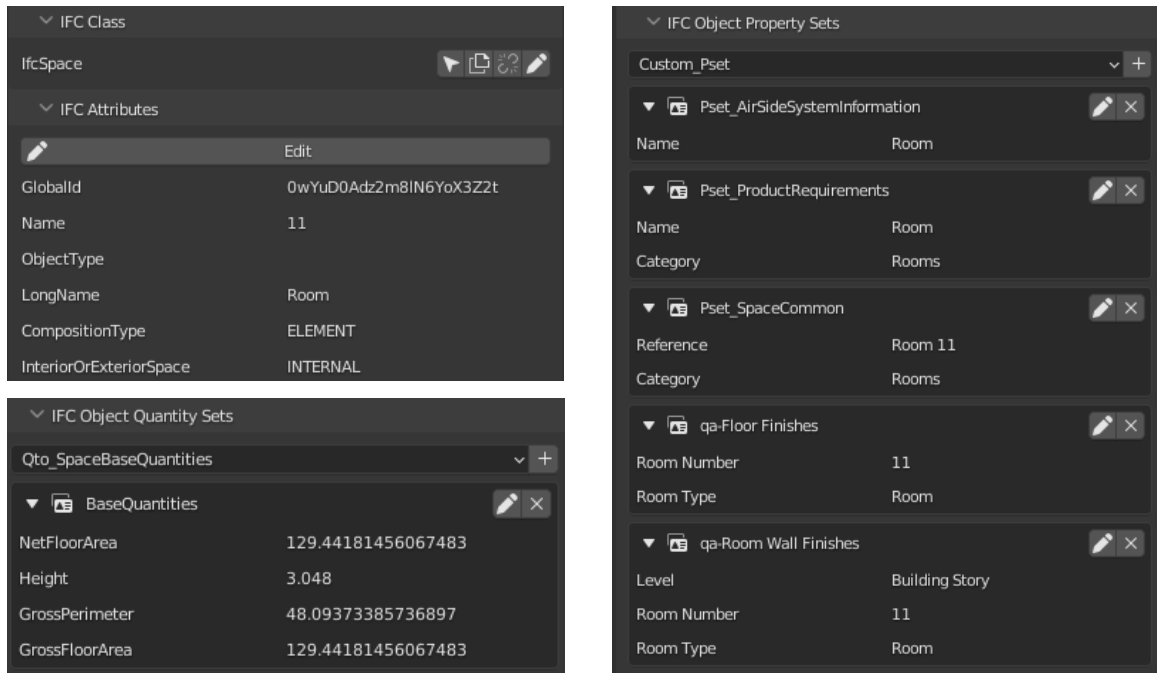 IFC Class
IfcSpace
IFC Attributes
Edit
GlobalId 0wYuD0Adz2m8lN6YoX3Z2t
Name 11
ObjectType
LongName Room
CompositionType ELEMENT
InteriorOrExteriorSpace INTERNAL
IFC Object Quantity Sets
Qto_SpaceBaseQuantities
BaseQuantities
NetFloorArea 129.44181456067483
Height 3.048
GrossPerimeter 48.09373385736897
GrossFloorArea 129.44181456067483
IFC Object Property Sets
Custom_Pset
Pset_AirSideSystemInformation
Name Room
Pset_ProductRequirements
Name Room
Category Rooms
Pset_SpaceCommon
Reference Room 11
Category Rooms
qa-Floor Finishes
Room Number 11
Room Type Room
qa-Room Wall Finishes
Level Building Story
Room Number 11
Room Type Room